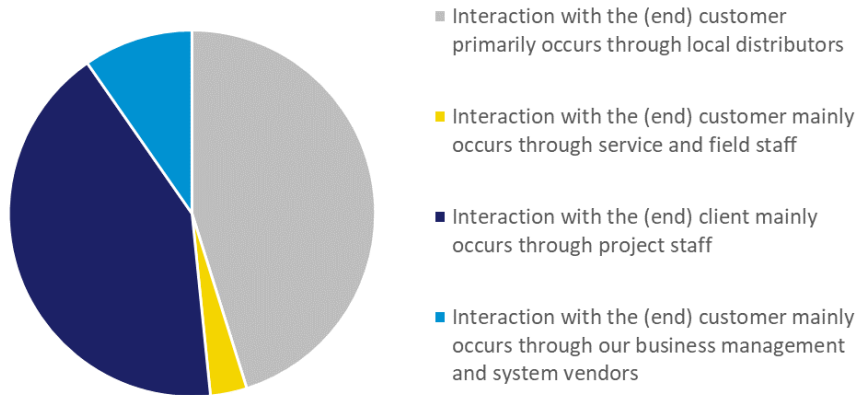 Interaction with the (end) customer
primarily occurs through local distributors
Interaction with the (end) customer mainly
occurs through service and field staff
Interaction with the (end) client mainly
occurs through project staff
Interaction with the (end) customer mainly
occurs through our business management
and system vendors